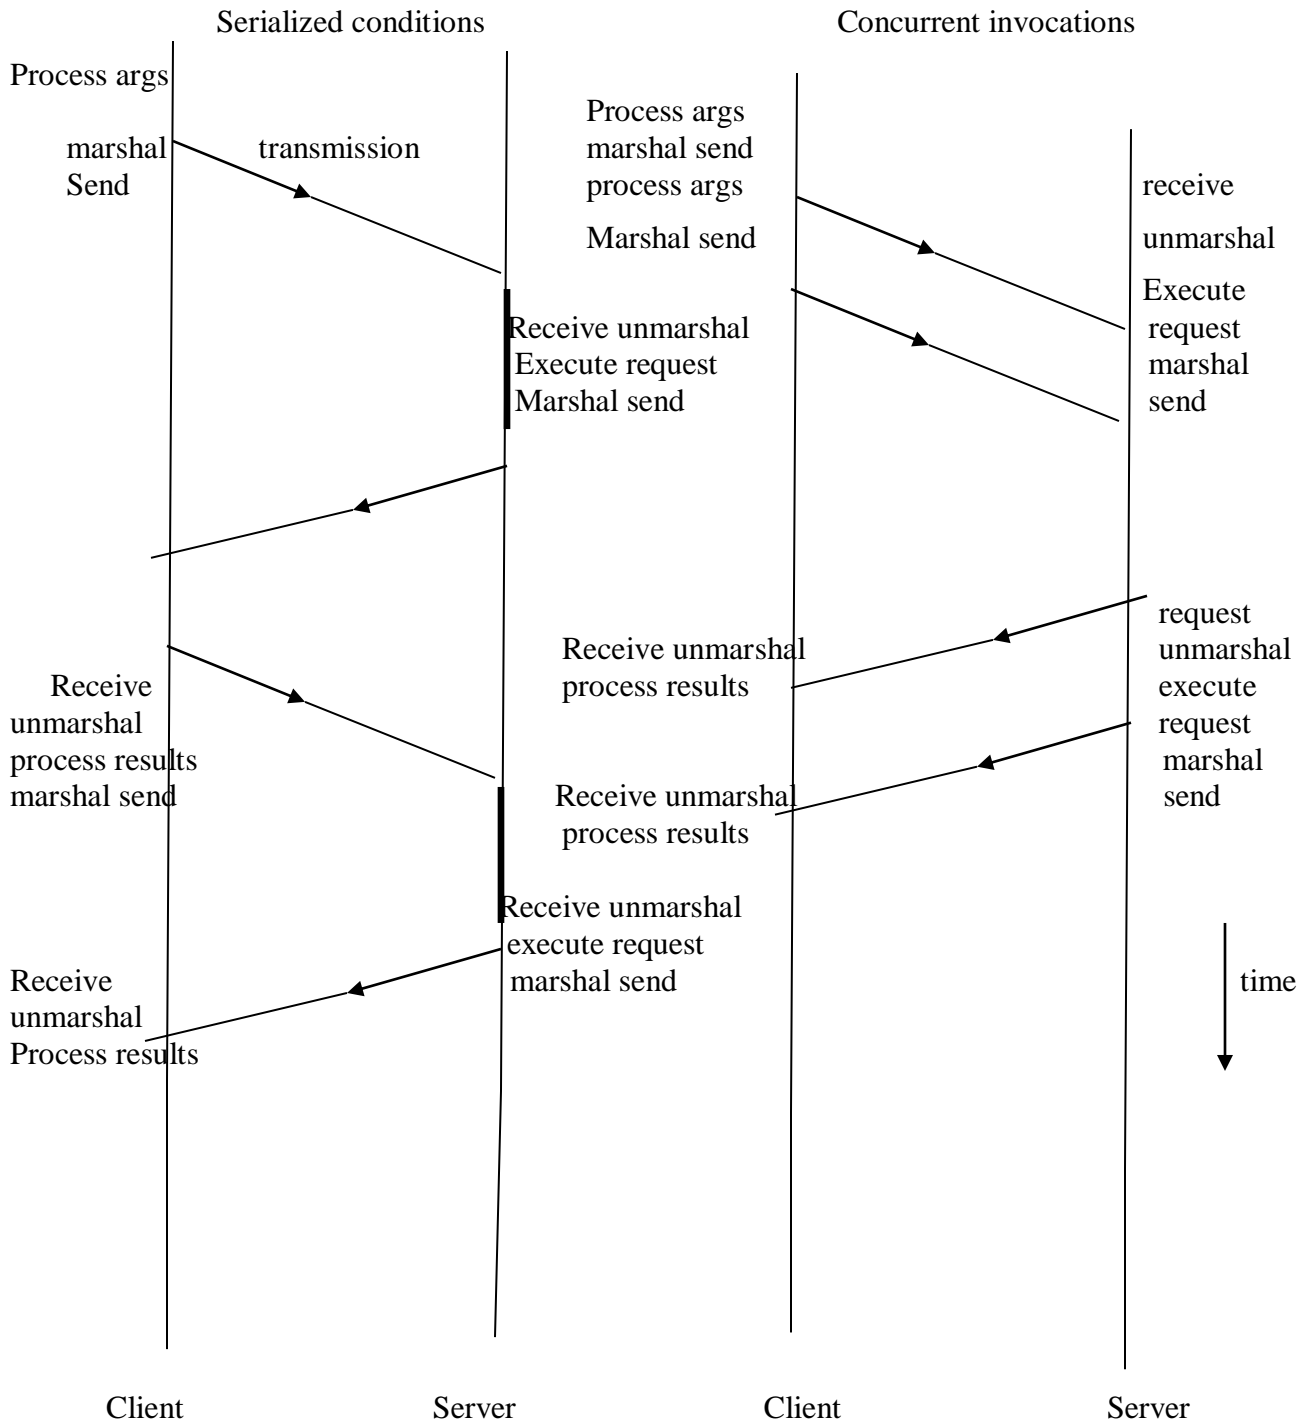 Serialized conditions
Concurrent invocations
Process args
marshal
Send
transmission
Receive unmarshal
Execute request
Marshal send
Receive
unmarshal
process results
marshal send
Receive unmarshal
execute request
marshal send
Receive
unmarshal
Process results
Process args
marshal send
process args
Marshal send
receive
unmarshal
Execute
request
marshal
send
Receive unmarshal
process results
request
unmarshal
execute
request
marshal
send
Receive unmarshal
process results
time
Client
Server
Client
Server